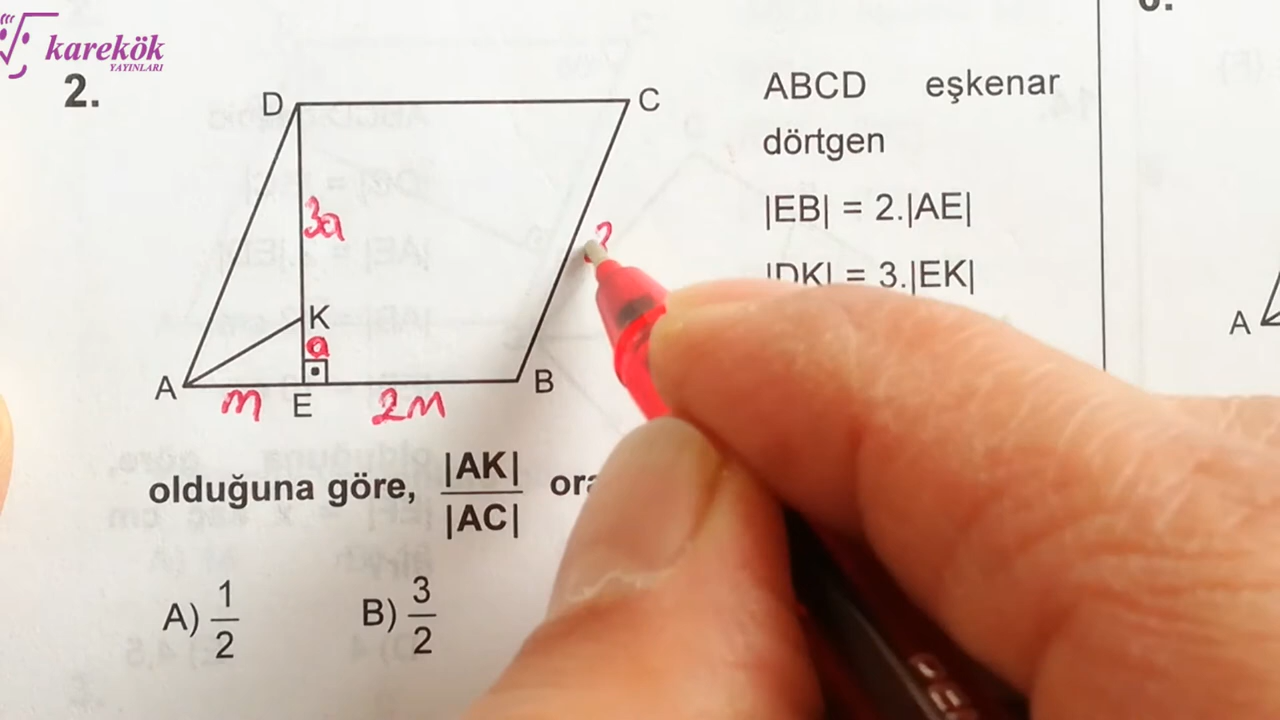 karekök
YAYINLARI
2.
D
C
ABCD eşkenar
dörtgen
|EB| = 2.|AE|
|DK| = 3.|EK|
3a
K
a
A
E
B
m
2m
A
olduğuna göre, |AK| / |AC|
A) 1/2 B) 3/2